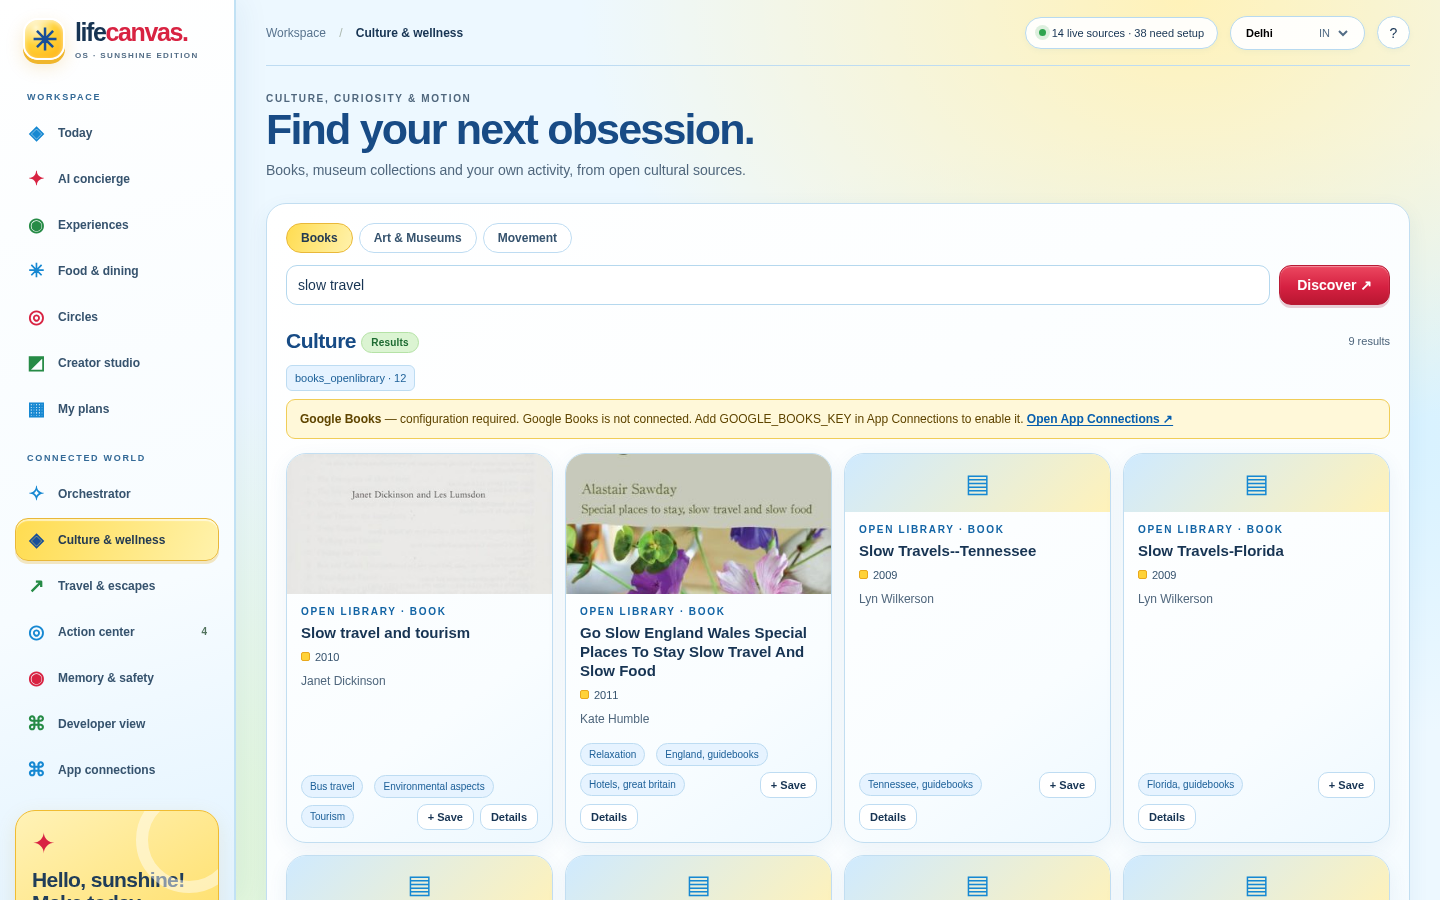 lifecanvas.
OS · SUNSHINE EDITION
WORKSPACE
Today
AI concierge
Experiences
Food & dining
Circles
Creator studio
My plans
CONNECTED WORLD
Orchestrator
Culture & wellness
Travel & escapes
Action center 4
Memory & safety
Developer view
App connections
Hello, sunshine!
Workspace / Culture & wellness
14 live sources · 38 need setup
Delhi IN
?
CULTURE, CURIOSITY & MOTION
Find your next obsession.
Books, museum collections and your own activity, from open cultural sources.
Books
Art & Museums
Movement
slow travel
Discover ↗
Culture Results
9 results
books_openlibrary · 12
Google Books — configuration required. Google Books is not connected. Add GOOGLE_BOOKS_KEY in App Connections to enable it. Open App Connections ↗
Janet Dickinson and Les Lumsdon
OPEN LIBRARY · BOOK
Slow travel and tourism
2010
Janet Dickinson
Bus travel
Environmental aspects
Tourism
+ Save
Details
Alastair Sawday
Special places to stay, slow travel and slow food
OPEN LIBRARY · BOOK
Go Slow England Wales Special
Places To Stay Slow Travel And
Slow Food
2011
Kate Humble
Relaxation
England, guidebooks
Hotels, great britain
+ Save
Details
OPEN LIBRARY · BOOK
Slow Travels--Tennessee
2009
Lyn Wilkerson
Tennessee, guidebooks
+ Save
Details
OPEN LIBRARY · BOOK
Slow Travels-Florida
2009
Lyn Wilkerson
Florida, guidebooks
+ Save
Details